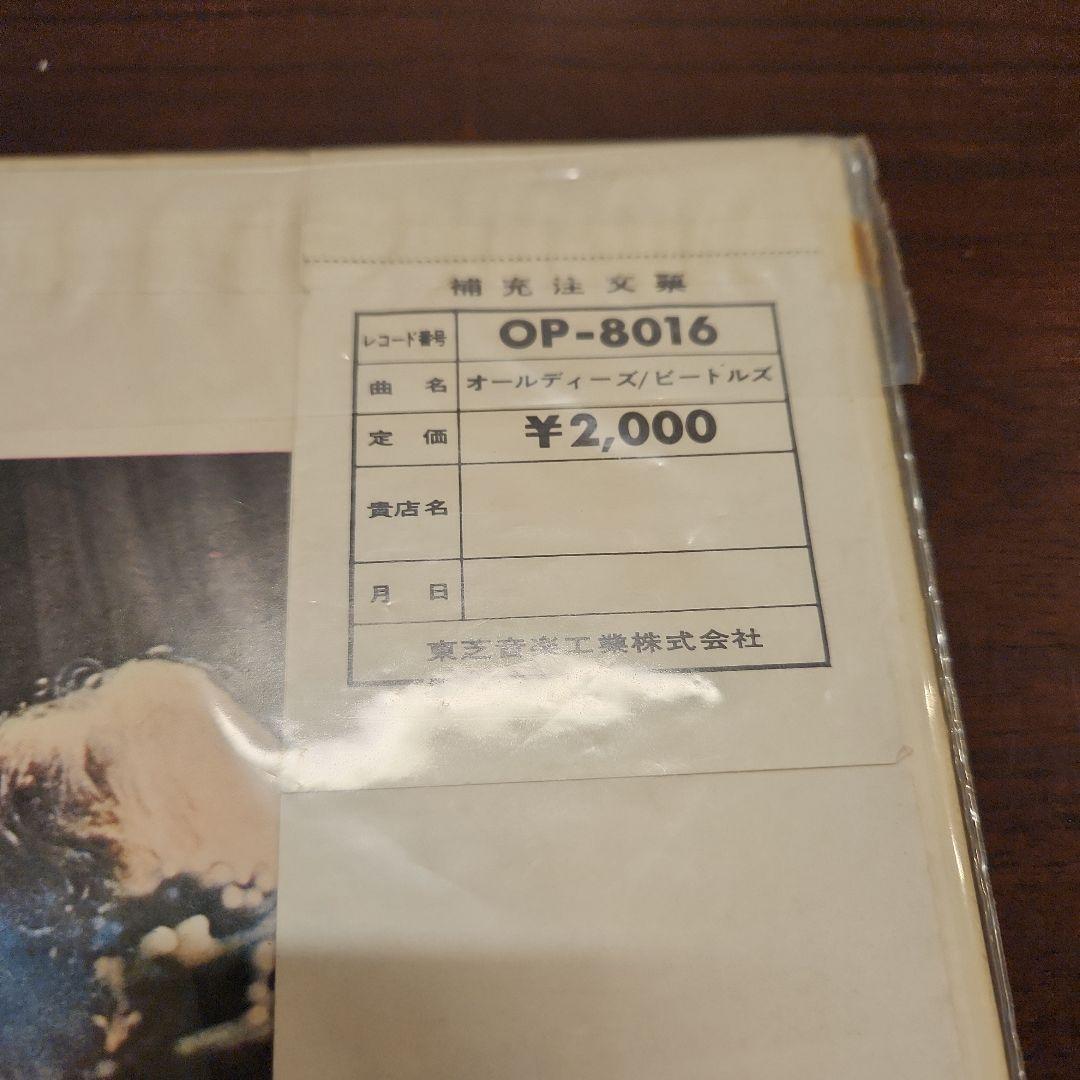 補充注文票
レコード番号 OP-8016
曲名 オールディーズ/ビートルズ
定価 ¥2,000
貴店名
月日
東芝音楽工業株式会社